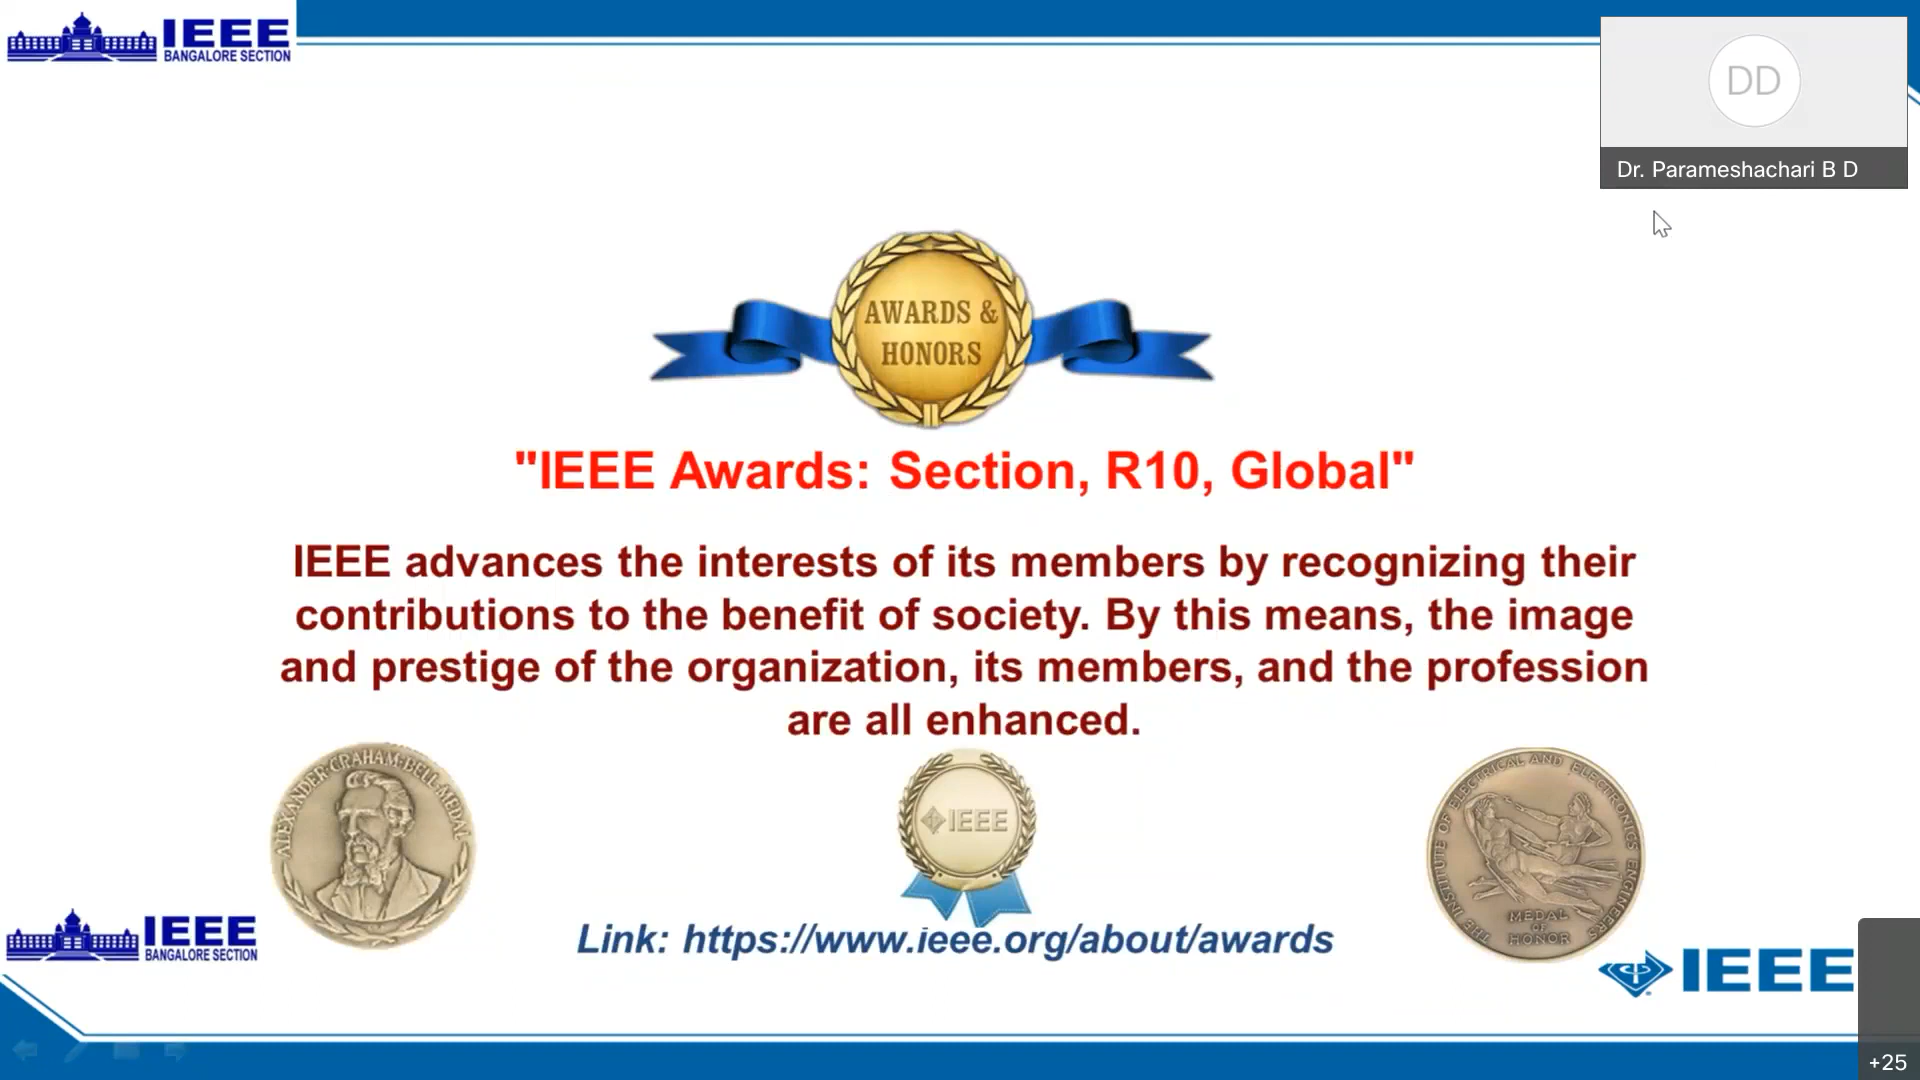 IEEE
BANGALORE SECTION
DD
Dr. Parameshachari B D
AWARDS &
HONORS
"IEEE Awards: Section, R10, Global"
IEEE advances the interests of its members by recognizing their
contributions to the benefit of society. By this means, the image
and prestige of the organization, its members, and the profession
are all enhanced.
ALEXANDER·GRAHAM·BELL·MEDAL
IEEE
THE INSTITUTE OF ELECTRICAL AND ELECTRONICS ENGINEERS
MEDAL
OF
HONOR
IEEE
BANGALORE SECTION
Link: https://www.ieee.org/about/awards
IEEE
+25